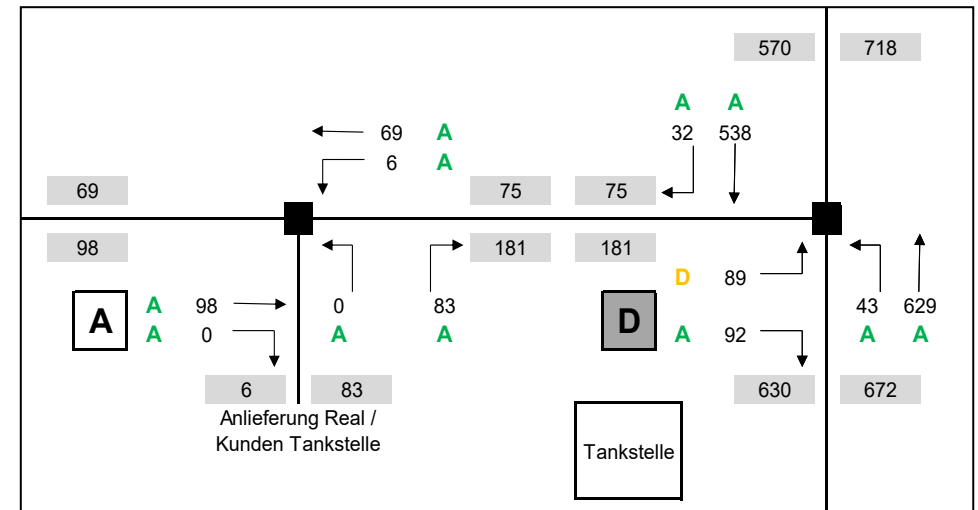 570 718
A A
32 538
69 A
6 A
69 75 75
98 181 181
D 89
A 98 0 83 43 629
A A 0 A A D A 92 A A
6 83 630 672
Anlieferung Real /
Kunden Tankstelle
Tankstelle